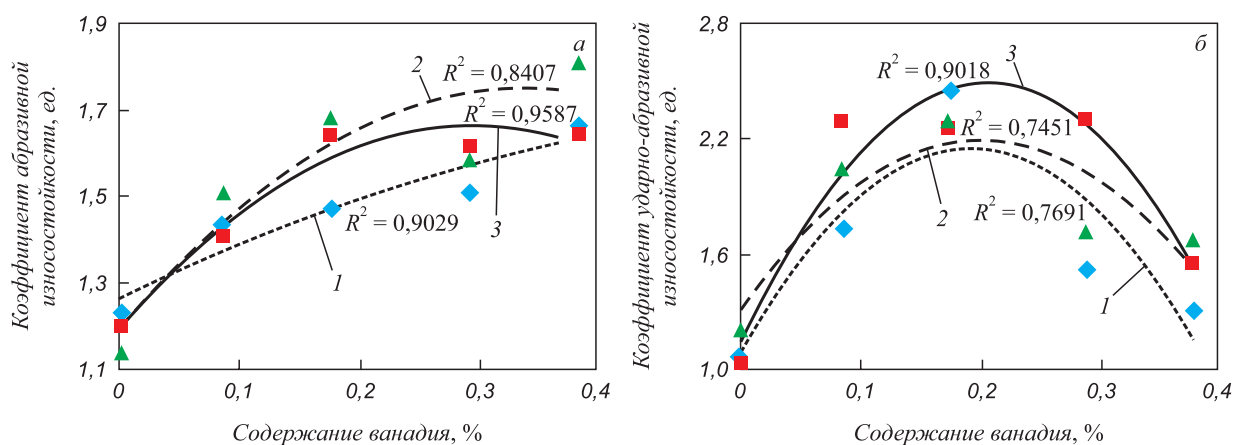 Коэффициент абразивной
износостойкости, ед.
1,9
1,7
1,5
1,3
1,1
а
2
R² = 0,8407
R² = 0,9587
R² = 0,9029
3
1
0
0,1
0,2
0,3
0,4
Содержание ванадия, %
Коэффициент ударно-абразивной
износостойкости, ед.
2,8
2,2
1,6
1,0
б
R² = 0,9018
3
R² = 0,7451
2
R² = 0,7691
1
0
0,1
0,2
0,3
0,4
Содержание ванадия, %